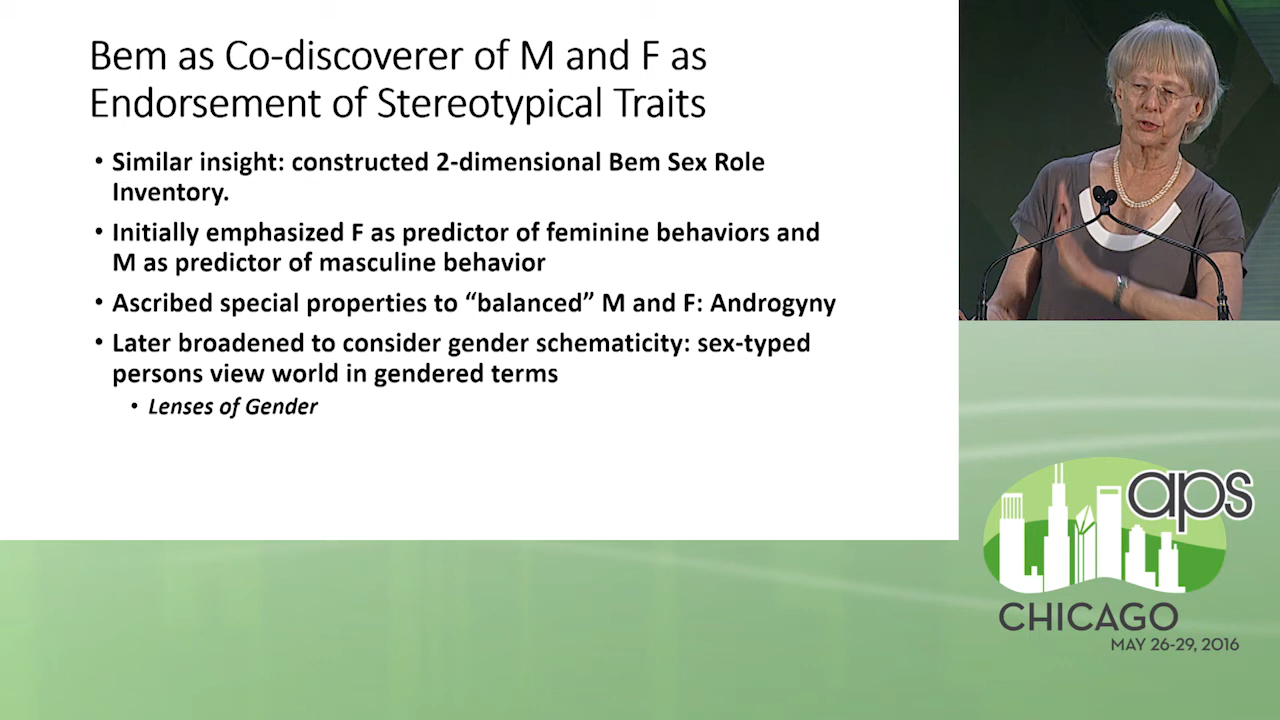 Bem as Co-discoverer of M and F as
Endorsement of Stereotypical Traits
• Similar insight: constructed 2-dimensional Bem Sex Role
Inventory.
• Initially emphasized F as predictor of feminine behaviors and
M as predictor of masculine behavior
• Ascribed special properties to “balanced” M and F: Androgyny
• Later broadened to consider gender schematicity: sex-typed
persons view world in gendered terms
• Lenses of Gender
aps
CHICAGO
MAY 26-29, 2016